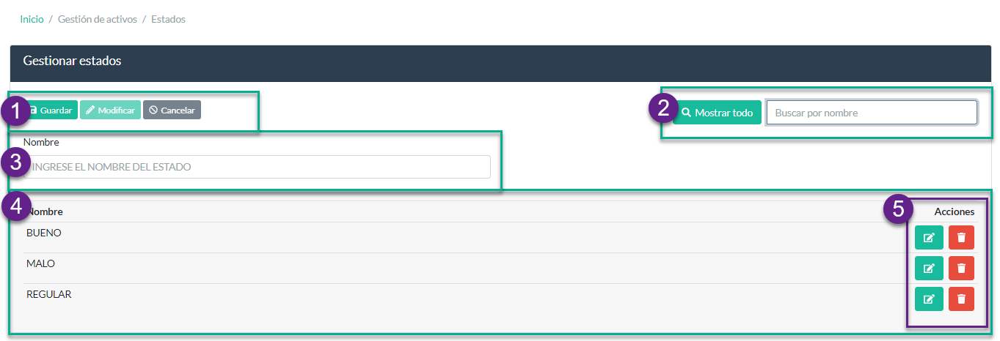 Inicio / Gestión de activos / Estados
Gestionar estados
1 Guardar Modificar Cancelar
2 Mostrar todo Buscar por nombre
Nombre
3 INGRESE EL NOMBRE DEL ESTADO
4 Nombre 5 Acciones
BUENO
MALO
REGULAR